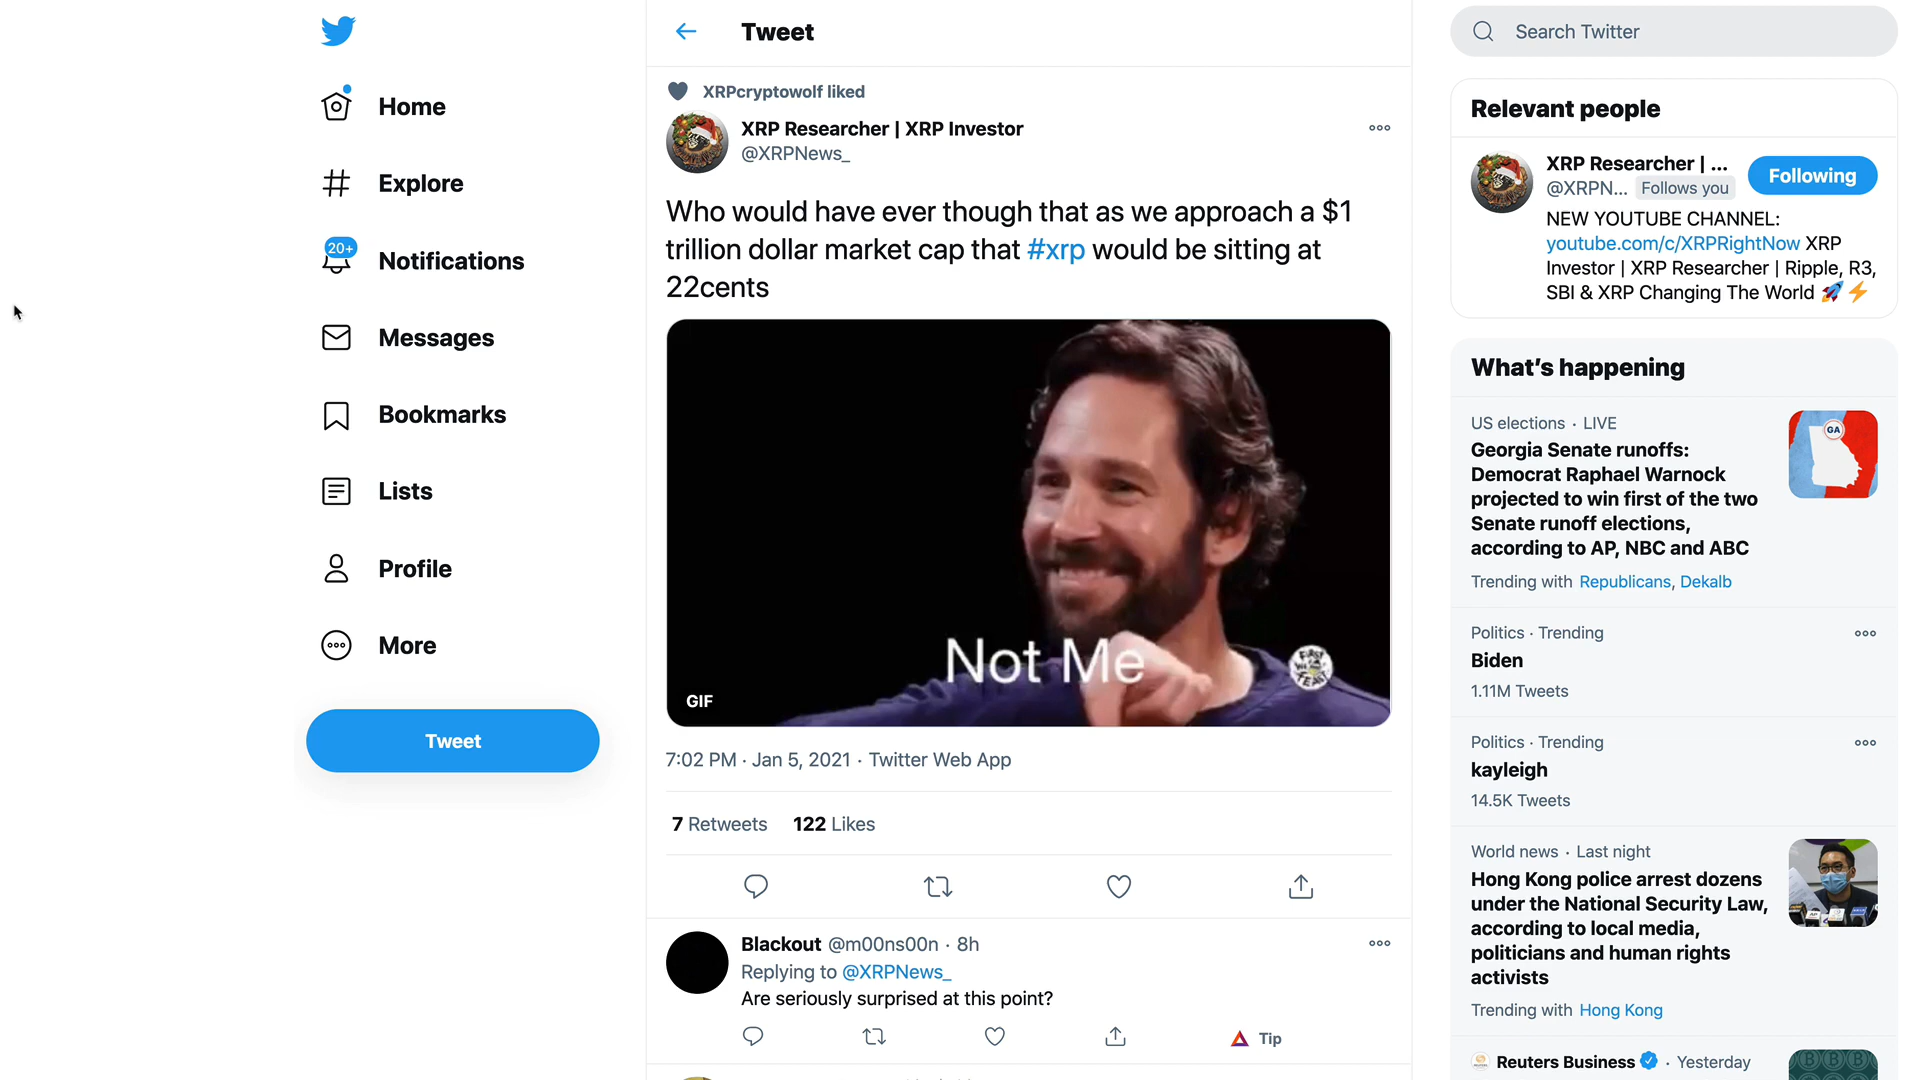 Home
Explore
20+
Notifications
Messages
Bookmarks
Lists
Profile
More
Tweet
Tweet
XRPcryptowolf liked
XRP Researcher | XRP Investor
@XRPNews_
Who would have ever though that as we approach a $1
trillion dollar market cap that #xrp would be sitting at
22cents
Not Me
GIF
7:02 PM · Jan 5, 2021 · Twitter Web App
7 Retweets 122 Likes
Blackout @m00ns00n · 8h
Replying to @XRPNews_
Are seriously surprised at this point?
Tip
Search Twitter
Relevant people
XRP Researcher | ...
@XRPN... Follows you
Following
NEW YOUTUBE CHANNEL:
youtube.com/c/XRPRightNow XRP
Investor | XRP Researcher | Ripple, R3,
SBI & XRP Changing The World 🚀⚡
What's happening
US elections · LIVE
Georgia Senate runoffs:
Democrat Raphael Warnock
projected to win first of the two
Senate runoff elections,
according to AP, NBC and ABC
GA
Trending with Republicans, Dekalb
Politics · Trending
Biden
1.11M Tweets
Politics · Trending
kayleigh
14.5K Tweets
World news · Last night
Hong Kong police arrest dozens
under the National Security Law,
according to local media,
politicians and human rights
activists
Trending with Hong Kong
Reuters Business · Yesterday